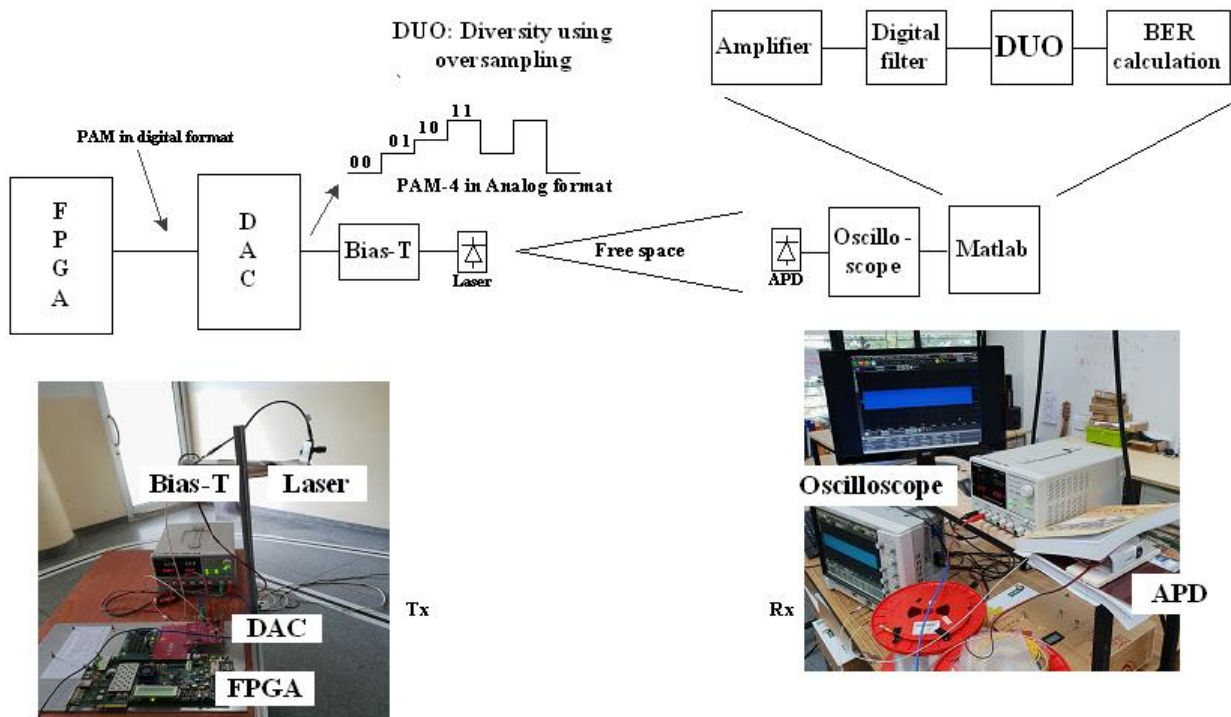 DUO: Diversity using
oversampling
Amplifier
Digital
filter
DUO
BER
calculation
PAM in digital format
00
01
10
11
PAM-4 in Analog format
F
P
G
A
D
A
C
Bias-T
Laser
Free space
APD
Oscillo -
scope
Matlab
Bias-T
Laser
DAC
FPGA
Tx
Rx
Oscilloscope
APD